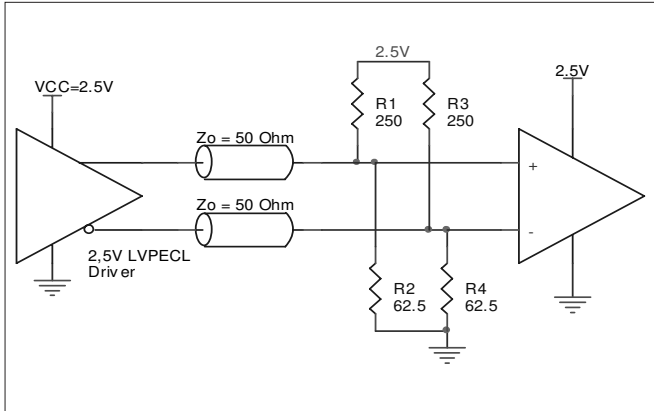 2.5V
VCC=2.5V
2.5V
R1
250
R3
250
Zo = 50 Ohm
+
Zo = 50 Ohm
-
2,5V LVPECL
Driver
R2
62.5
R4
62.5